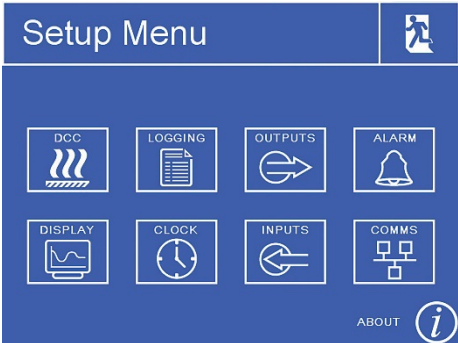 Setup Menu
DCC LOGGING OUTPUTS ALARM
DISPLAY CLOCK INPUTS COMMS
ABOUT i